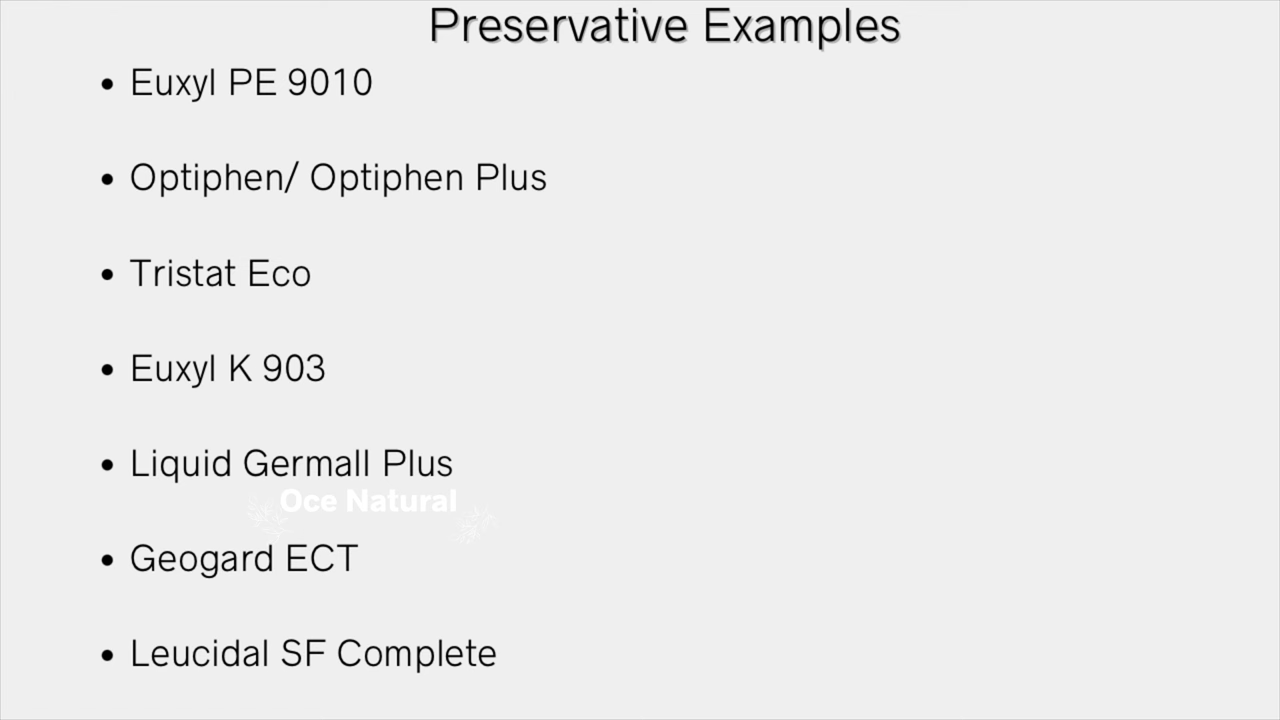 Preservative Examples
• Euxyl PE 9010
• Optiphen/ Optiphen Plus
• Tristat Eco
• Euxyl K 903
• Liquid Germall Plus
Oce Natural
• Geogard ECT
• Leucidal SF Complete